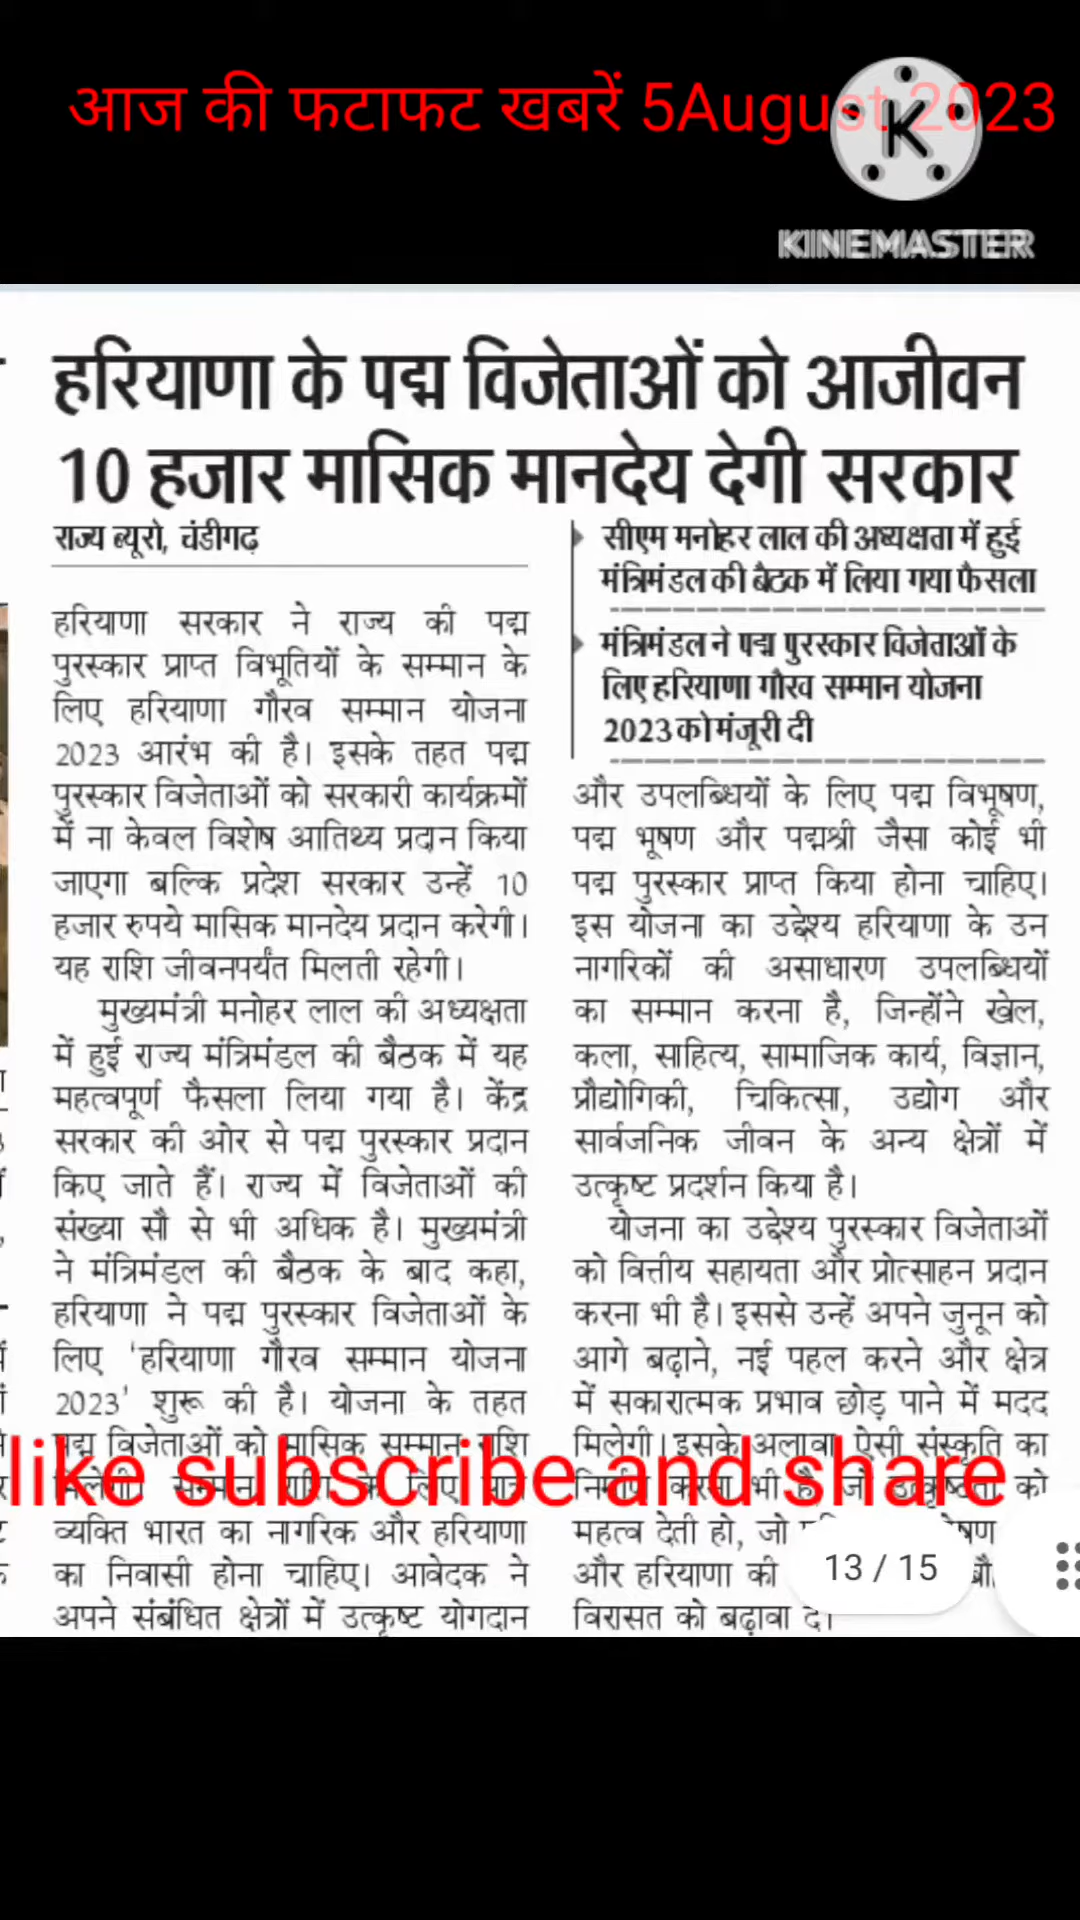 आज की फटाफट खबरें 5August 2023
KINEMASTER
हरियाणा के पद्म विजेताओं को आजीवन
10 हजार मासिक मानदेय देगी सरकार
राज्य ब्यूरो, चंडीगढ़
हरियाणा सरकार ने राज्य की पद्म
पुरस्कार प्राप्त विभूतियों के सम्मान के
लिए हरियाणा गौरव सम्मान योजना
2023 आरंभ की है। इसके तहत पद्म
पुरस्कार विजेताओं को सरकारी कार्यक्रमों
में ना केवल विशेष आतिथ्य प्रदान किया
जाएगा बल्कि प्रदेश सरकार उन्हें 10
हजार रुपये मासिक मानदेय प्रदान करेगी।
यह राशि जीवनपर्यंत मिलती रहेगी।
मुख्यमंत्री मनोहर लाल की अध्यक्षता
में हुई राज्य मंत्रिमंडल की बैठक में यह
महत्वपूर्ण फैसला लिया गया है। केंद्र
सरकार की ओर से पद्म पुरस्कार प्रदान
किए जाते हैं। राज्य में विजेताओं की
संख्या सौ से भी अधिक है। मुख्यमंत्री
ने मंत्रिमंडल की बैठक के बाद कहा,
हरियाणा ने पद्म पुरस्कार विजेताओं के
लिए 'हरियाणा गौरव सम्मान योजना
2023' शुरू की है। योजना के तहत
पद्म विजेताओं को मासिक सम्मान राशि
मिलेगी। सम्मान राशि के लिए पात्र
व्यक्ति भारत का नागरिक और हरियाणा
का निवासी होना चाहिए। आवेदक ने
अपने संबंधित क्षेत्रों में उत्कृष्ट योगदान
सीएम मनोहर लाल की अध्यक्षता में हुई
मंत्रिमंडल की बैठक में लिया गया फैसला
मंत्रिमंडल ने पद्म पुरस्कार विजेताओं के
लिए हरियाणा गौरव सम्मान योजना
2023 को मंजूरी दी
और उपलब्धियों के लिए पद्म विभूषण,
पद्म भूषण और पद्मश्री जैसा कोई भी
पद्म पुरस्कार प्राप्त किया होना चाहिए।
इस योजना का उद्देश्य हरियाणा के उन
नागरिकों की असाधारण उपलब्धियों
का सम्मान करना है, जिन्होंने खेल,
कला, साहित्य, सामाजिक कार्य, विज्ञान,
प्रौद्योगिकी, चिकित्सा, उद्योग और
सार्वजनिक जीवन के अन्य क्षेत्रों में
उत्कृष्ट प्रदर्शन किया है।
योजना का उद्देश्य पुरस्कार विजेताओं
को वित्तीय सहायता और प्रोत्साहन प्रदान
करना भी है। इससे उन्हें अपने जुनून को
आगे बढ़ाने, नई पहल करने और क्षेत्र
में सकारात्मक प्रभाव छोड़ पाने में मदद
मिलेगी। इसके अलावा ऐसी संस्कृति का
निर्माण करना भी है, जो उत्कृष्टता को
महत्व देती हो, जो
और हरियाणा की
विरासत को बढ़ावा दे।
like subscribe and share
13 / 15